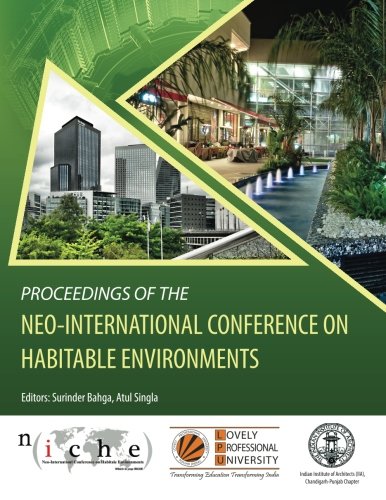 PROCEEDINGS OF THE
NEO-INTERNATIONAL CONFERENCE ON
HABITABLE ENVIRONMENTS
Editors: Surinder Bahga, Atul Singla
n(i c h e)
Neo-International Conference on Habitable Environments
LOVELY
PROFESSIONAL
UNIVERSITY
Transforming Education Transforming India
Indian Institute of Architects (IIA),
Chandigarh-Punjab Chapter